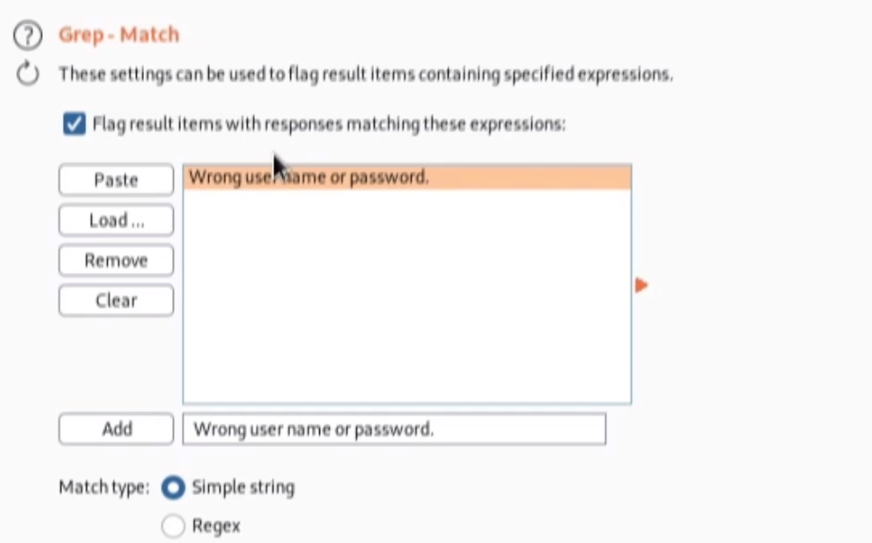 Grep - Match
These settings can be used to flag result items containing specified expressions.
Flag result items with responses matching these expressions:
Paste
Wrong user name or password.
Load ...
Remove
Clear
Add
Wrong user name or password.
Match type:
Simple string
Regex